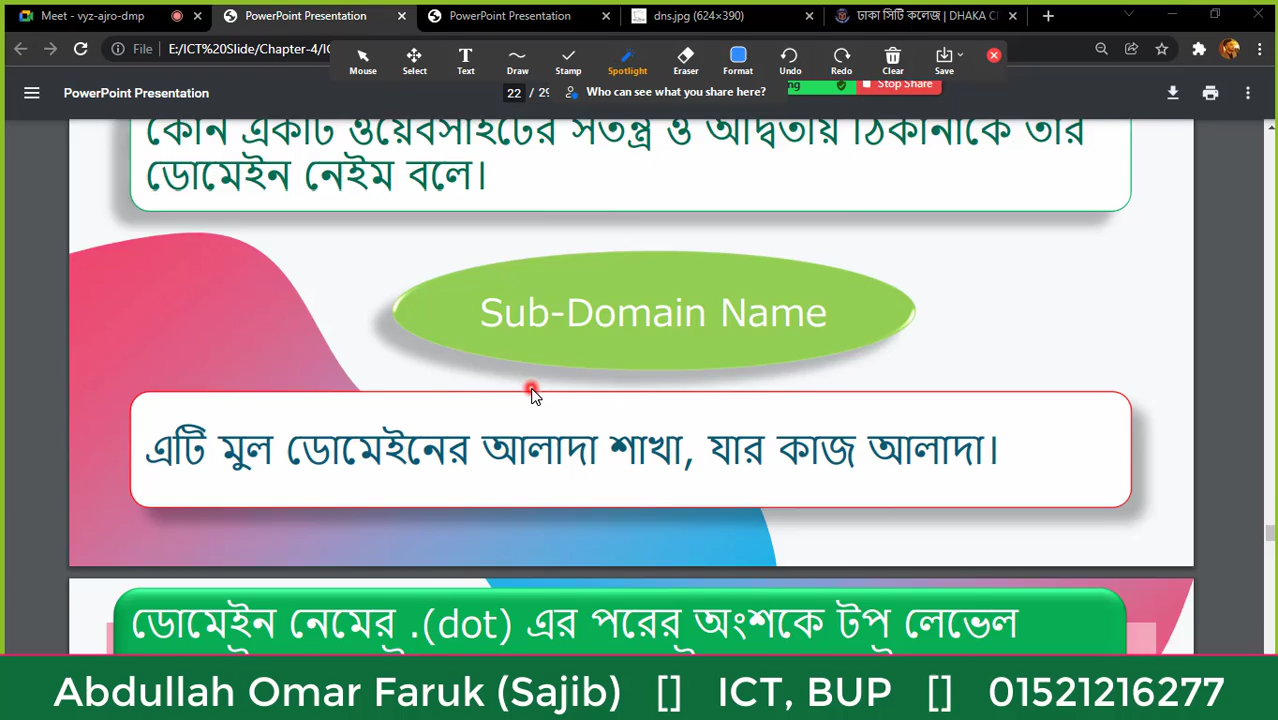 Meet - vyz-ajro-dmp
PowerPoint Presentation
PowerPoint Presentation
dns.jpg (624×390)
ঢাকা সিটি কলেজ | DHAKA C
File
E:/ICT%20Slide/Chapter-4/IC
Mouse
Select
Text
Draw
Stamp
Spotlight
Eraser
Format
Undo
Redo
Clear
Save
PowerPoint Presentation
22 / 29
Who can see what you share here?
Stop Share
কোন একটি ওয়েবসাইটের সতন্ত্র ও অদ্বিতীয় ঠিকানাকে তার
ডোমেইন নেইম বলে।
Sub-Domain Name
এটি মুল ডোমেইনের আলাদা শাখা, যার কাজ আলাদা।
ডোমেইন নেমের .(dot) এর পরের অংশকে টপ লেভেল
Abdullah Omar Faruk (Sajib) [] ICT, BUP [] 01521216277